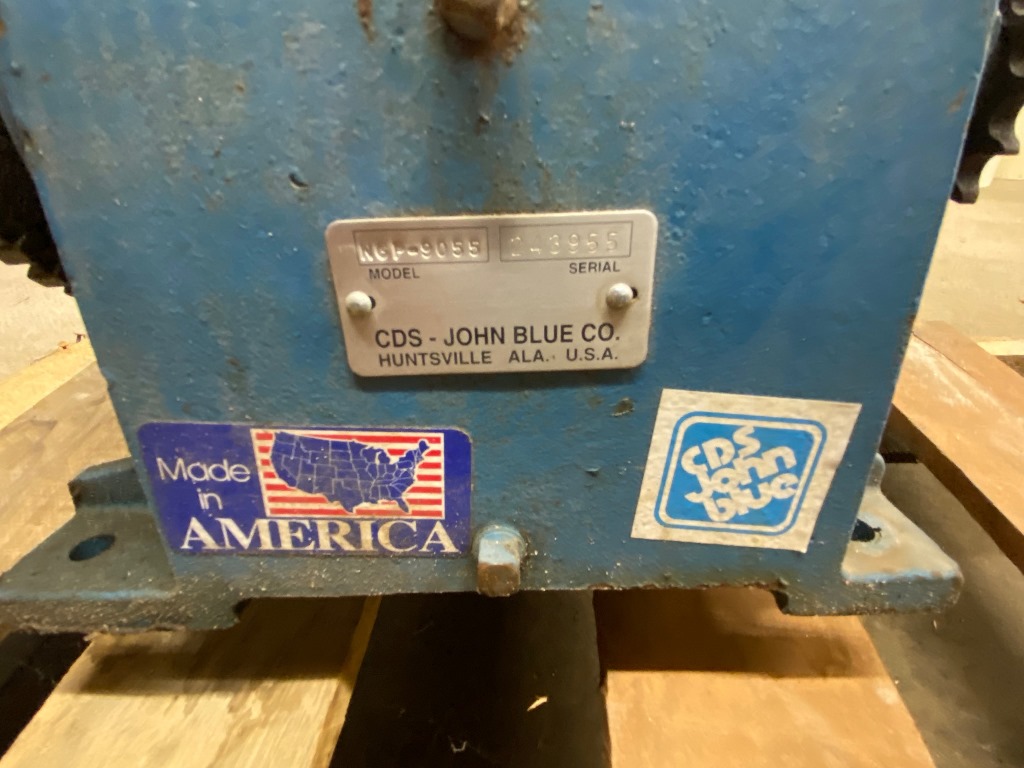 NGP-9055 243955
MODEL SERIAL
CDS - JOHN BLUE CO.
HUNTSVILLE ALA. U.S.A.
Made
in
AMERICA
CDS
John
blue